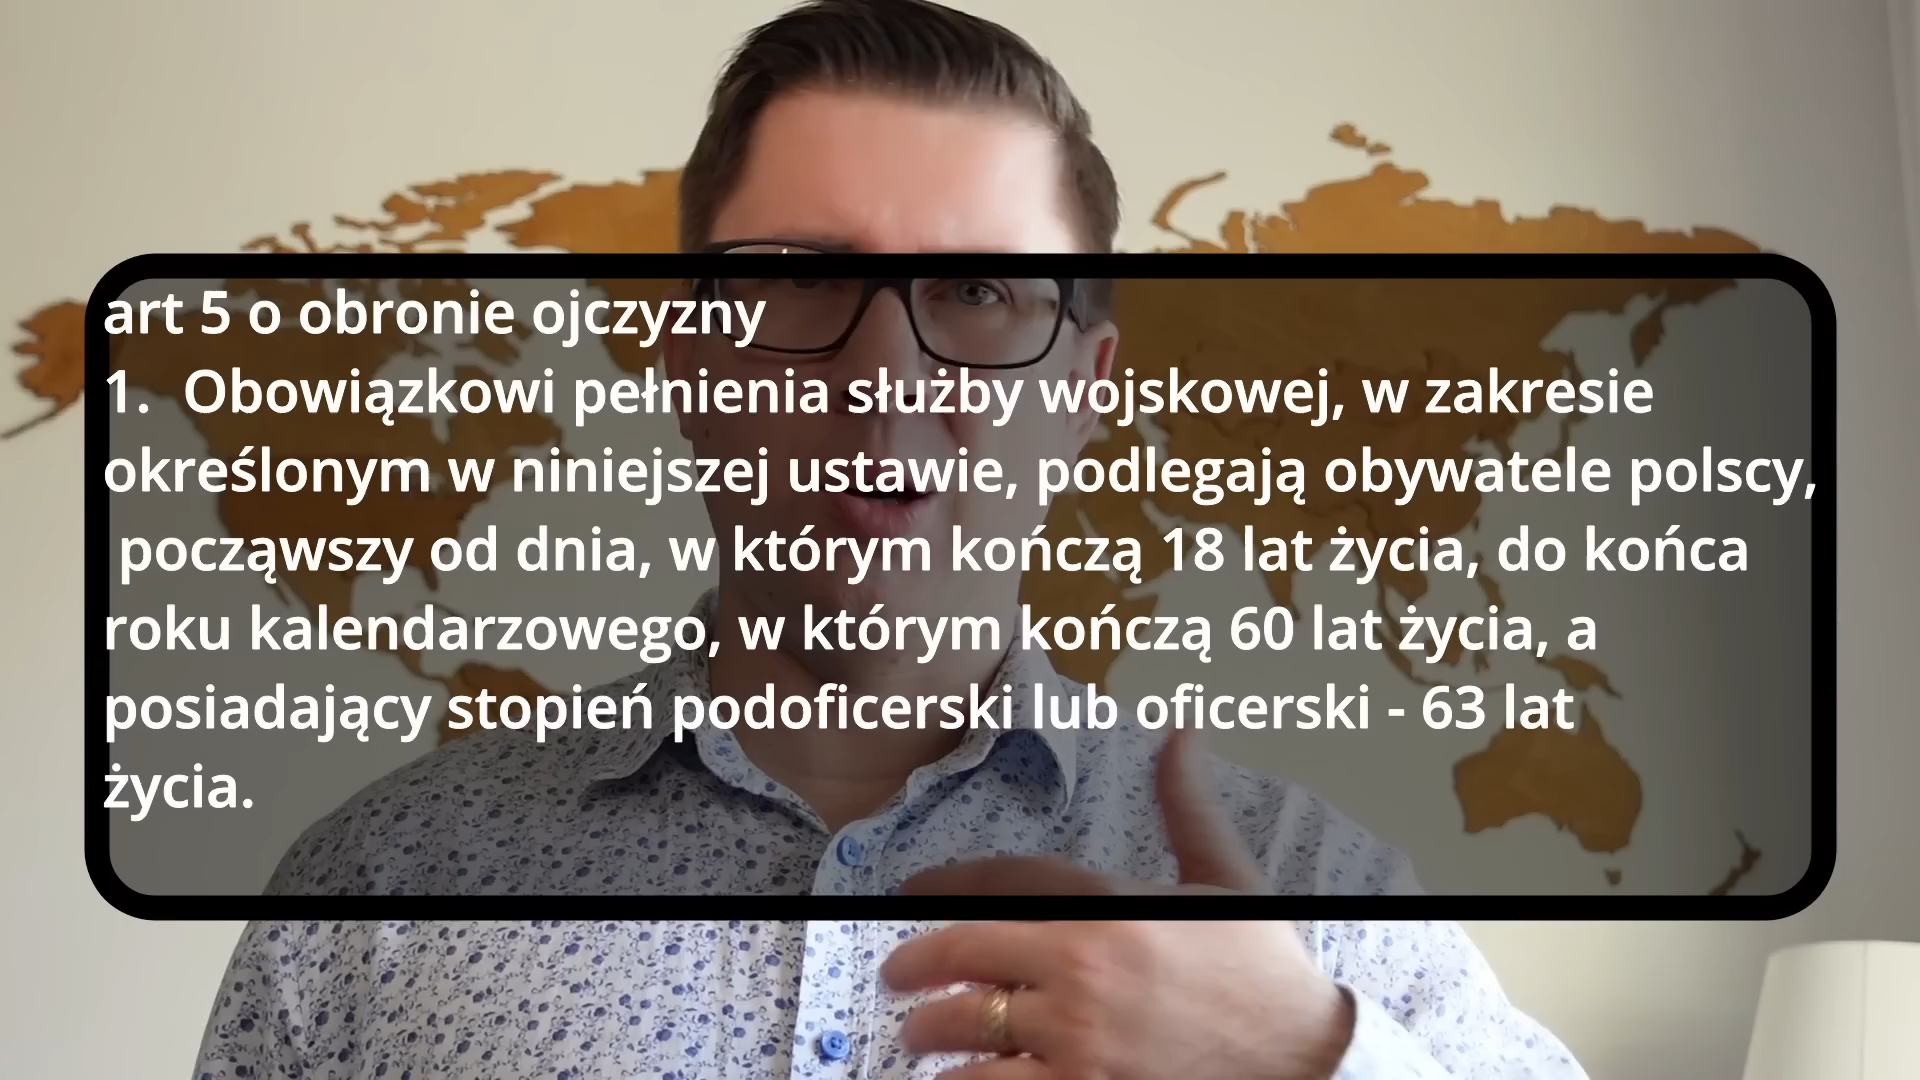 art 5 o obronie ojczyzny
1.  Obowiązkowi pełnienia służby wojskowej, w zakresie
określonym w niniejszej ustawie, podlegają obywatele polscy,
począwszy od dnia, w którym kończą 18 lat życia, do końca
roku kalendarzowego, w którym kończą 60 lat życia, a
posiadający stopień podoficerski lub oficerski - 63 lat
życia.